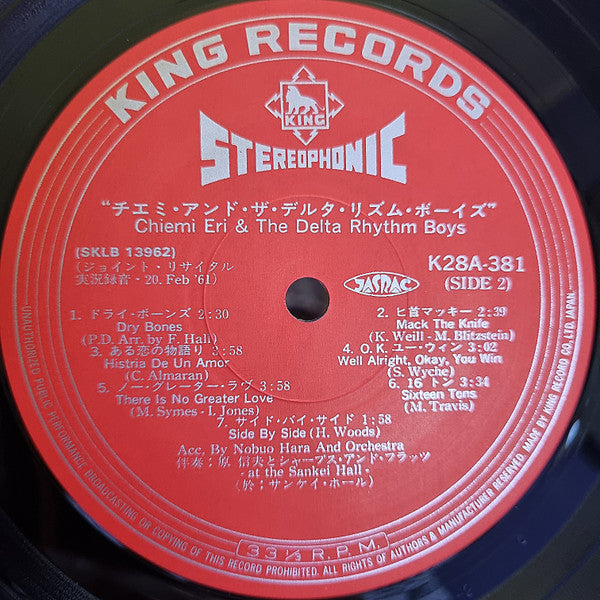 KING RECORDS
KING
STEREOPHONIC
"チエミ・アンド・ザ・デルタ・リズム・ボーイズ"
Chiemi Eri & The Delta Rhythm Boys
(SKLB 13962)
(ジョイント・リサイタル
実況録音・20. Feb '61)
JASRAC
K28A-381
(SIDE 2)
1. ドライ・ボーンズ 2:30
Dry Bones
(P.D. Arr. by F. Hall)
2. ヒ首マッキー 2:39
Mack The Knife
(K. Weill - M. Blitzstein)
3. ある恋の物語り 3:58
Histria De Un Amor
(C. Almaran)
4. O.K. ユー・ウィン 3:02
Well Alright, Okay, You Win
(S. Wyche)
5. ノー・グレーター・ラヴ 3:58
There Is No Greater Love
(M. Symes - I. Jones)
6. 16トン 3:34
Sixteen Tons
(M. Travis)
7. サイド・バイ・サイド 1:58
Side By Side (H. Woods)
Acc. By Nobuo Hara And Orchestra
伴奏:原 信夫とシャープス・アンド・フラッツ
- at the Sankei Hall -
(於:サンケイ・ホール)
33⅓ R.P.M.
UNAUTHORIZED PUBLIC PERFORMANCE, BROADCASTING OR COPYING OF THIS RECORD PROHIBITED. ALL RIGHTS OF AUTHORS & MANUFACTURER RESERVED. MADE BY KING RECORD CO., LTD. JAPAN.